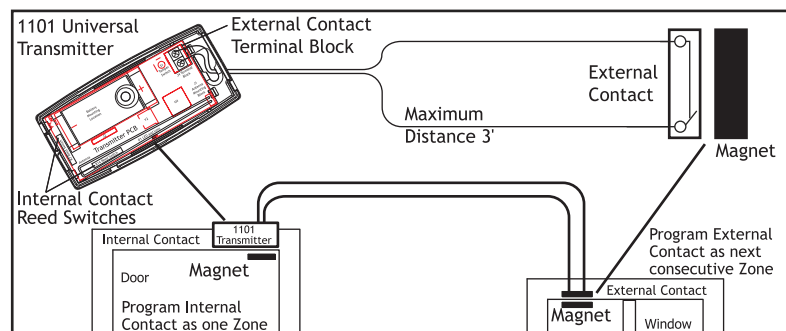 1101 Universal
Transmitter
External Contact
Terminal Block
External
Contact
Maximum
Distance 3'
Magnet
Transmitter PCB
Internal Contact
Reed Switches
1101
Transmitter
Internal Contact
Door
Magnet
Program Internal
Contact as one Zone
Program External
Contact as next
consecutive Zone
External Contact
Magnet
Window